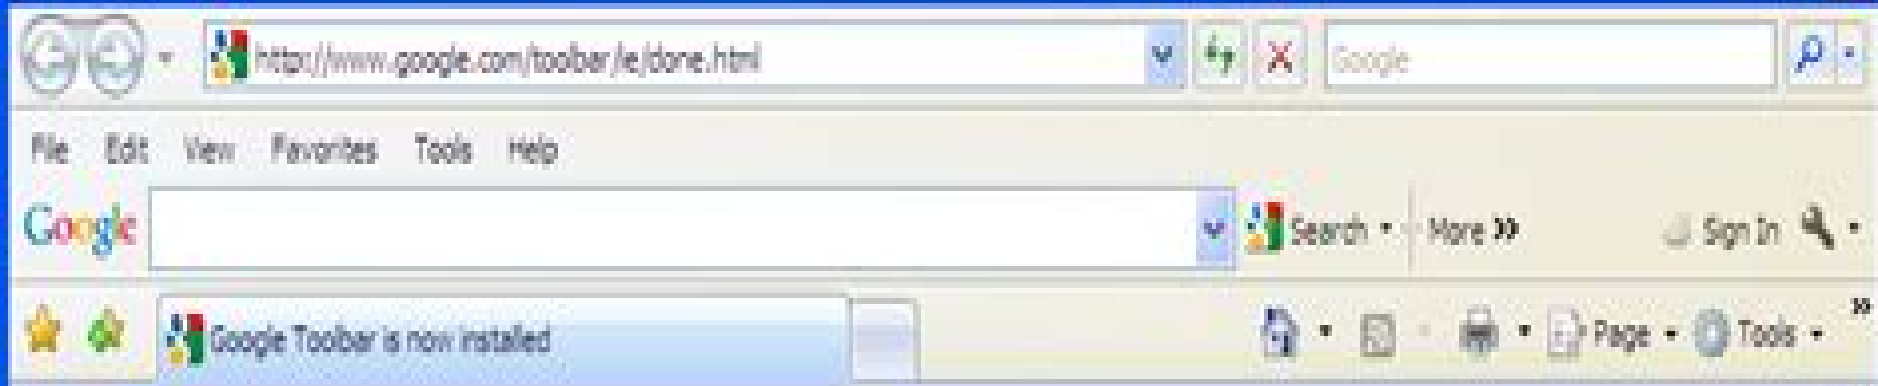 http://www.google.com/toolbar/ie/done.html Google
File Edit View Favorites Tools Help
Google Search More »
Sign In
Google Toolbar is now installed Page Tools »